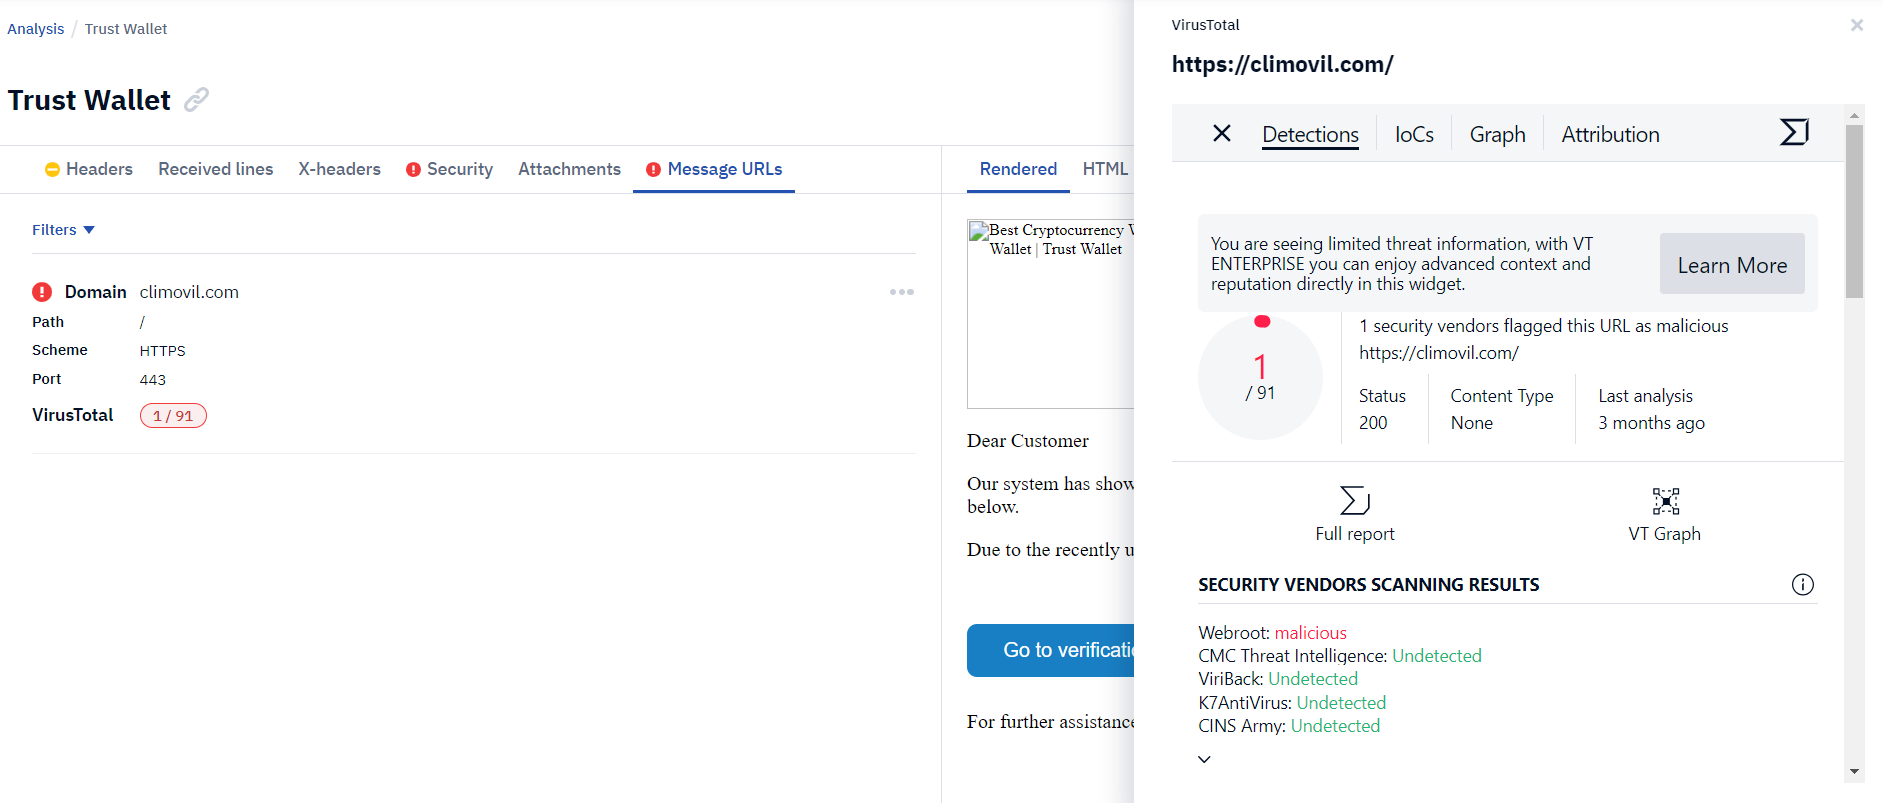 Analysis / Trust Wallet
Trust Wallet
Headers Received lines X-headers Security Attachments Message URLs
Filters
Domain climovil.com
Path /
Scheme HTTPS
Port 443
VirusTotal 1 / 91
Rendered HTML
Best Cryptocurrency W
Wallet | Trust Wallet
Dear Customer
Our system has show
below.
Due to the recently u
Go to verificatio
For further assistance
VirusTotal
https://climovil.com/
Detections IoCs Graph Attribution
You are seeing limited threat information, with VT
ENTERPRISE you can enjoy advanced context and
reputation directly in this widget.
Learn More
1
/ 91
1 security vendors flagged this URL as malicious
https://climovil.com/
Status Content Type Last analysis
200 None 3 months ago
Full report VT Graph
SECURITY VENDORS SCANNING RESULTS
Webroot: malicious
CMC Threat Intelligence: Undetected
ViriBack: Undetected
K7AntiVirus: Undetected
CINS Army: Undetected